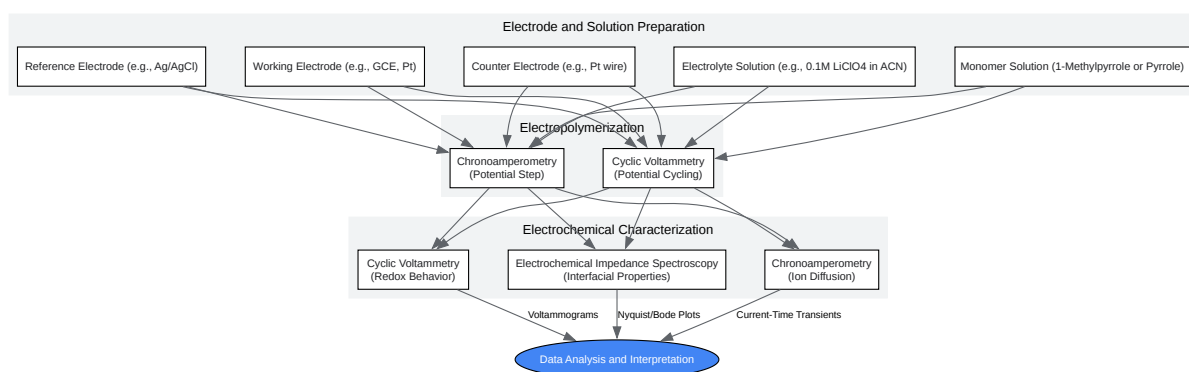 Electrode and Solution Preparation
Reference Electrode (e.g., Ag/AgCl)
Working Electrode (e.g., GCE, Pt)
Counter Electrode (e.g., Pt wire)
Electrolyte Solution (e.g., 0.1M LiClO4 in ACN)
Monomer Solution (1-Methylpyrrole or Pyrrole)
Electropolymerization
Chronoamperometry
(Potential Step)
Cyclic Voltammetry
(Potential Cycling)
Electrochemical Characterization
Cyclic Voltammetry
(Redox Behavior)
Electrochemical Impedance Spectroscopy
(Interfacial Properties)
Chronoamperometry
(Ion Diffusion)
Voltammograms
Nyquist/Bode Plots
Current-Time Transients
Data Analysis and Interpretation